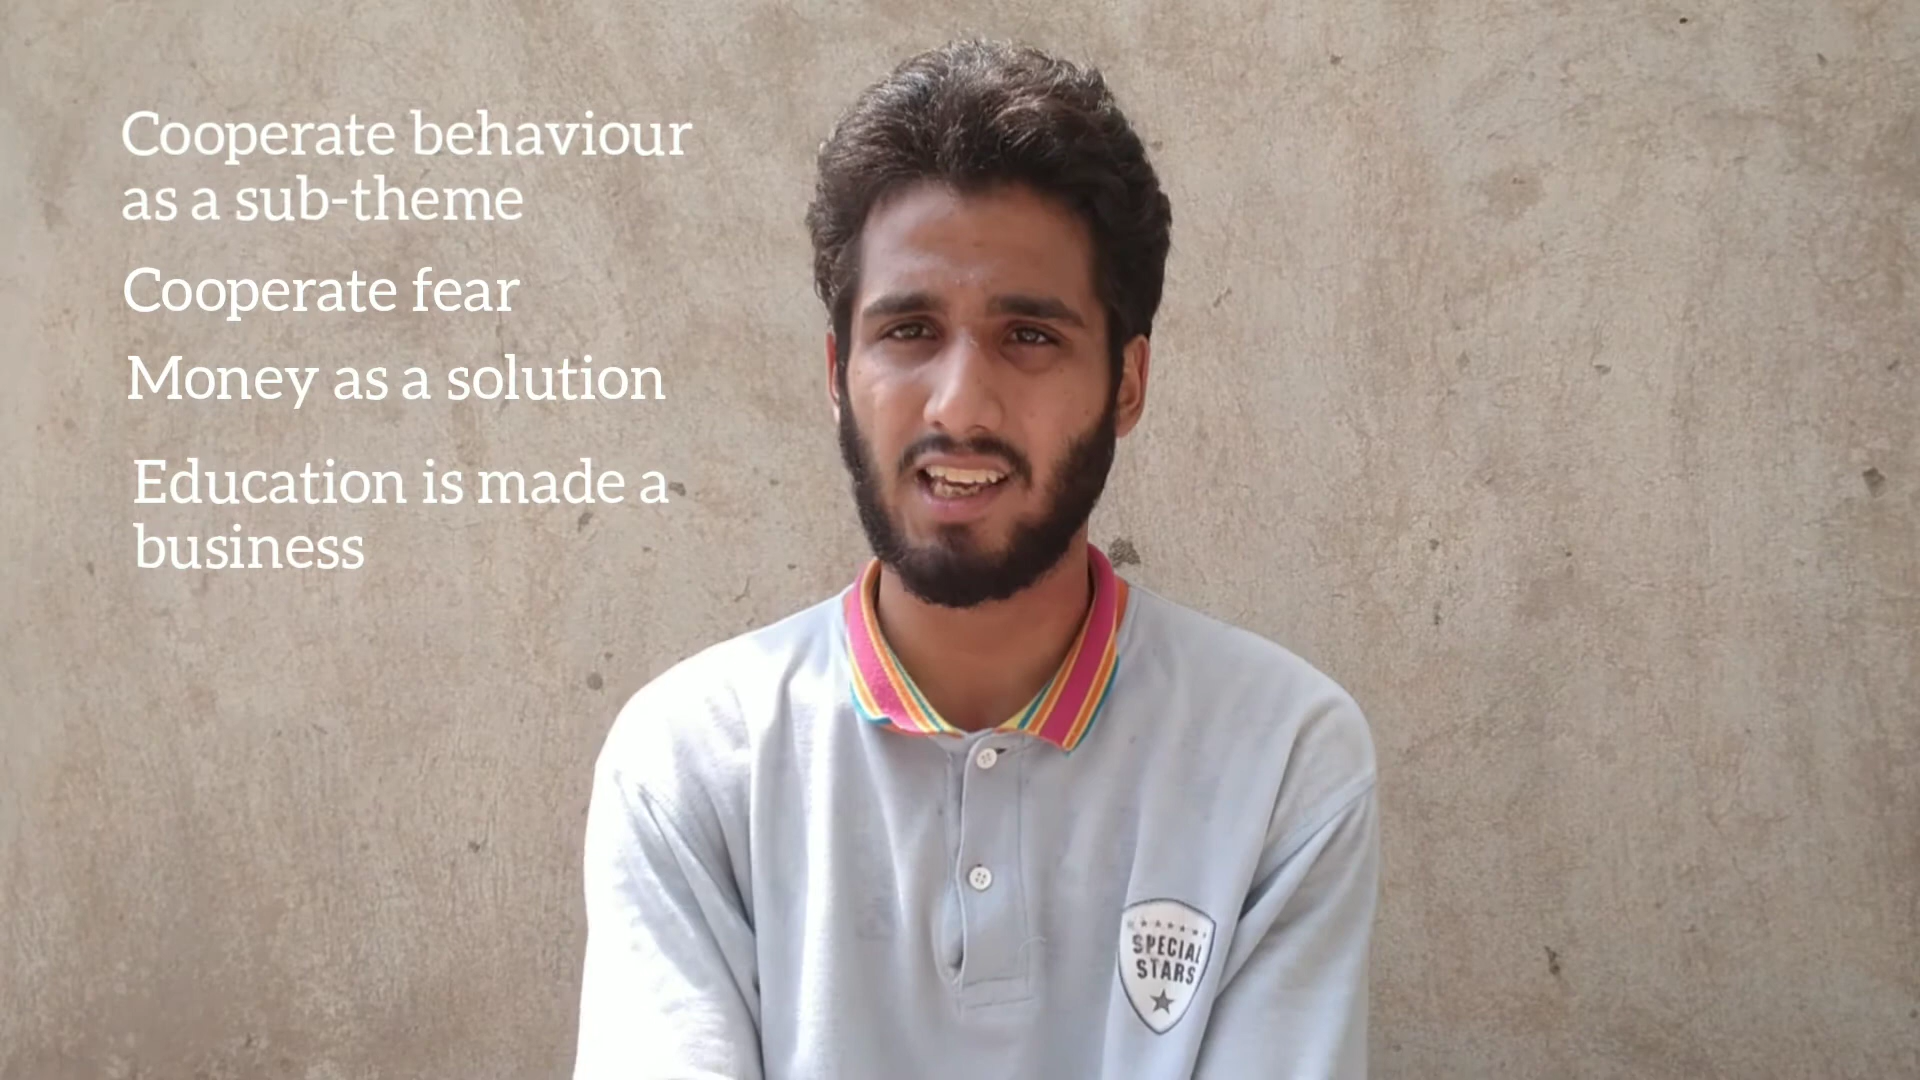 Cooperate behaviour
as a sub-theme
Cooperate fear
Money as a solution
Education is made a
business
SPECIAL
STARS